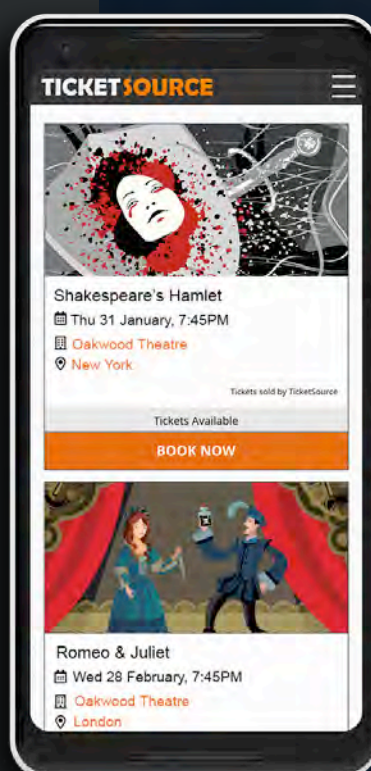 TICKETSOURCE
Shakespeare's Hamlet
Thu 31 January, 7:45PM
Oakwood Theatre
New York
Tickets sold by TicketSource
Tickets Available
BOOK NOW
Romeo & Juliet
Wed 28 February, 7:45PM
Oakwood Theatre
London